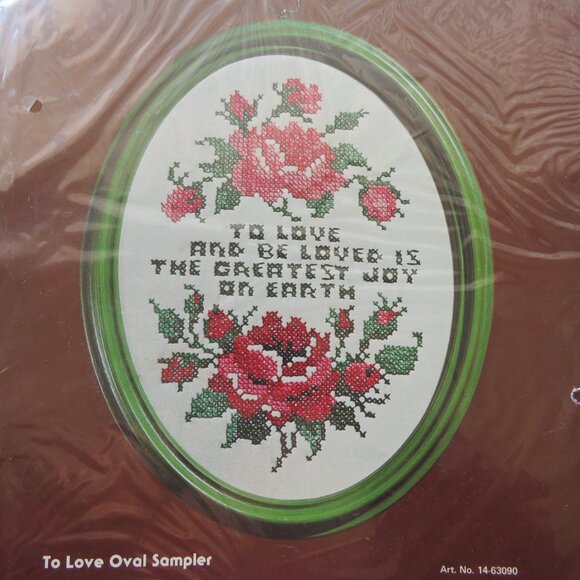 TO LOVE
AND BE LOVED IS
THE GREATEST JOY
ON EARTH
To Love Oval Sampler
Art. No. 14-63090